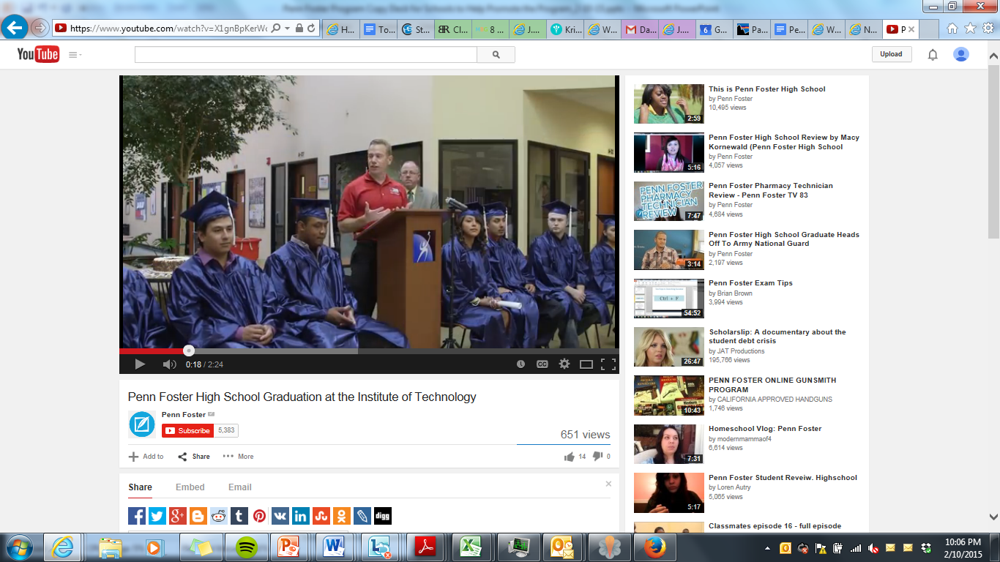 Penn Foster Program Copy Deck for Schools to Help Promote the Program
Microsoft PowerPoint
https://www.youtube.com/watch?v=X1gnBpKerW
H...
To...
St...
Cl...
8 ...
J...
Kri...
W...
Da...
J...
G...
Pa...
Pe...
W...
N...
P
You Tube
Upload
0:18 / 2:24
CC
Penn Foster High School Graduation at the Institute of Technology
Penn Foster
Subscribe 5,383
651 views
Add to Share More
14 0
Share Embed Email
digg
This is Penn Foster High School
by Penn Foster
10,495 views
2:59
Penn Foster High School Review by Macy
Kornewald (Penn Foster High School
by Penn Foster
4,057 views
5:16
PENN FOSTER
PHARMACY
TECHNICIAN
REVIEW
Penn Foster Pharmacy Technician
Review - Penn Foster TV 83
by Penn Foster
4,684 views
7:47
Penn Foster High School Graduate Heads
Off To Army National Guard
by Penn Foster
2,197 views
3:14
Ctrl + F
Penn Foster Exam Tips
by Brian Brown
3,994 views
54:52
Scholarslip: A documentary about the
student debt crisis
by JAT Productions
195,766 views
26:47
PENN FOSTER ONLINE GUNSMITH
PROGRAM
by CALIFORNIA APPROVED HANDGUNS
1,746 views
10:43
Homeschool Vlog: Penn Foster
by modernmammaof4
6,614 views
7:31
Penn Foster Student Reveiw. Highschool
by Loren Autry
5,065 views
5:17
Classmates episode 16 - full episode
10:06 PM
2/10/2015